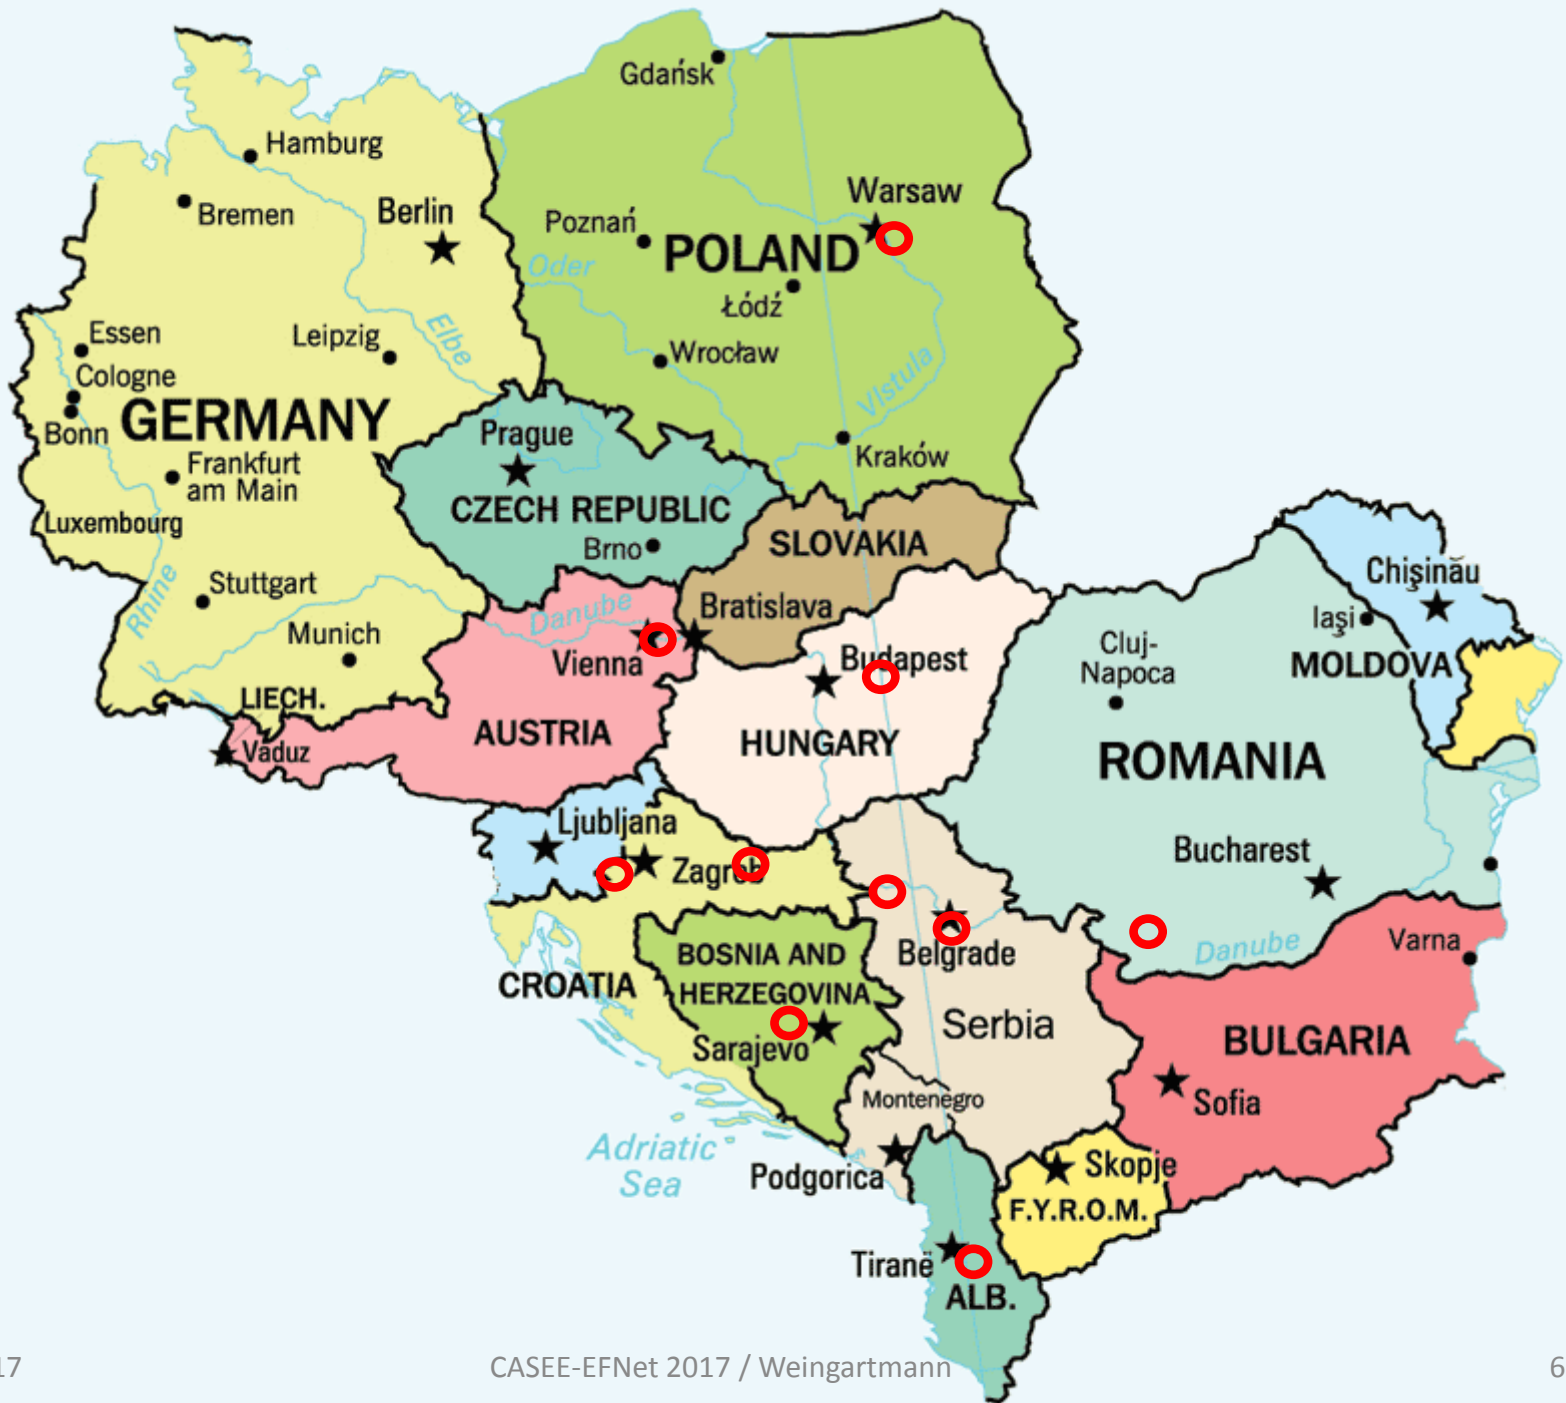 Gdańsk
Hamburg
Bremen
Berlin
Warsaw
Poznań
POLAND
Oder
Łódź
Essen
Leipzig
Elbe
Wrocław
Cologne
Vistula
GERMANY
Bonn
Prague
Kraków
Frankfurt
am Main
CZECH REPUBLIC
Luxembourg
Brno
SLOVAKIA
Rhine
Stuttgart
Danube
Bratislava
Chişinău
Iaşi
Munich
Vienna
Budapest
Cluj-
Napoca
MOLDOVA
LIECH.
AUSTRIA
HUNGARY
ROMANIA
Vaduz
Ljubljana
Zagreb
Bucharest
Belgrade
Danube
Varna
CROATIA
BOSNIA AND
HERZEGOVINA
Serbia
BULGARIA
Sarajevo
Montenegro
Sofia
Adriatic
Sea
Podgorica
Skopje
F.Y.R.O.M.
Tiranë
ALB.
17
CASEE-EFNet 2017 / Weingartmann
6